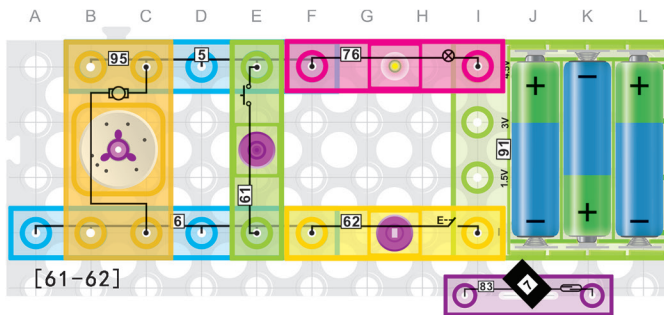 A B C D E F G H I J K L
95 5 76 4.5V
+ − +
3V
91
1.5V
61
6 62 E
− + −
[61-62]
83 7